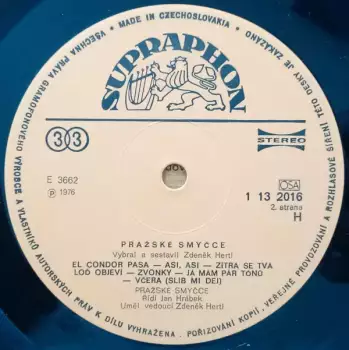 VŠECHNA PRÁVA GRAMOFONOVÉHO VÝROBCE A VLASTNÍKŮ AUTORSKÝCH PRÁV K DÍLU VYHRAŽENA. POŘIZOVÁNÍ KOPIÍ, VEŘEJNÉ PROVOZOVÁNÍ A ROZHLASOVÉ ŠÍŘENÍ TÉTO DESKY JE ZAKÁZÁNO
• MADE IN CZECHOSLOVAKIA •
SUPRAPHON
33
STEREO
E 3662
℗ 1976
OSA
1 13 2016
2. strana
H
PRAŽSKÉ SMYČCE
Vybral a sestavil Zdeněk Hertl
EL CONDOR PASA — ASI, ASI — ZÍTRA SE TVÁ
LOĎ OBJEVÍ — ZVONKY — JÁ MÁM PÁR TÓNŮ
— VČERA (SLIB MI DEJ)
PRAŽSKÉ SMYČCE
Řídí Jan Hrábek
Uměl. vedoucí Zdeněk Hertl